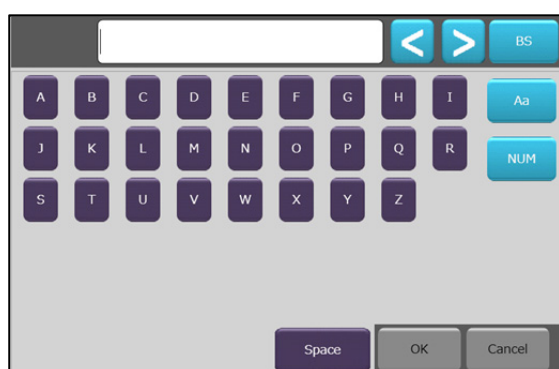 < > BS
A B C D E F G H I Aa
J K L M N O P Q R NUM
S T U V W X Y Z
Space OK Cancel